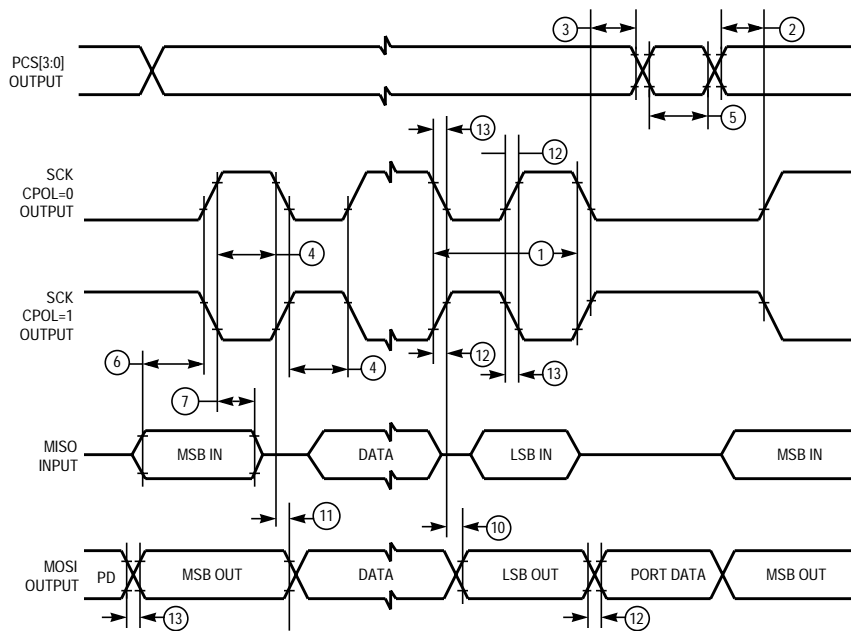 3
2
PCS[3:0]
OUTPUT
5
13
12
SCK
CPOL=0
OUTPUT
4
1
SCK
CPOL=1
OUTPUT
6
4
12
13
7
MISO
INPUT
MSB IN
DATA
LSB IN
MSB IN
11
10
MOSI
OUTPUT
PD
MSB OUT
DATA
LSB OUT
PORT DATA
MSB OUT
13
12